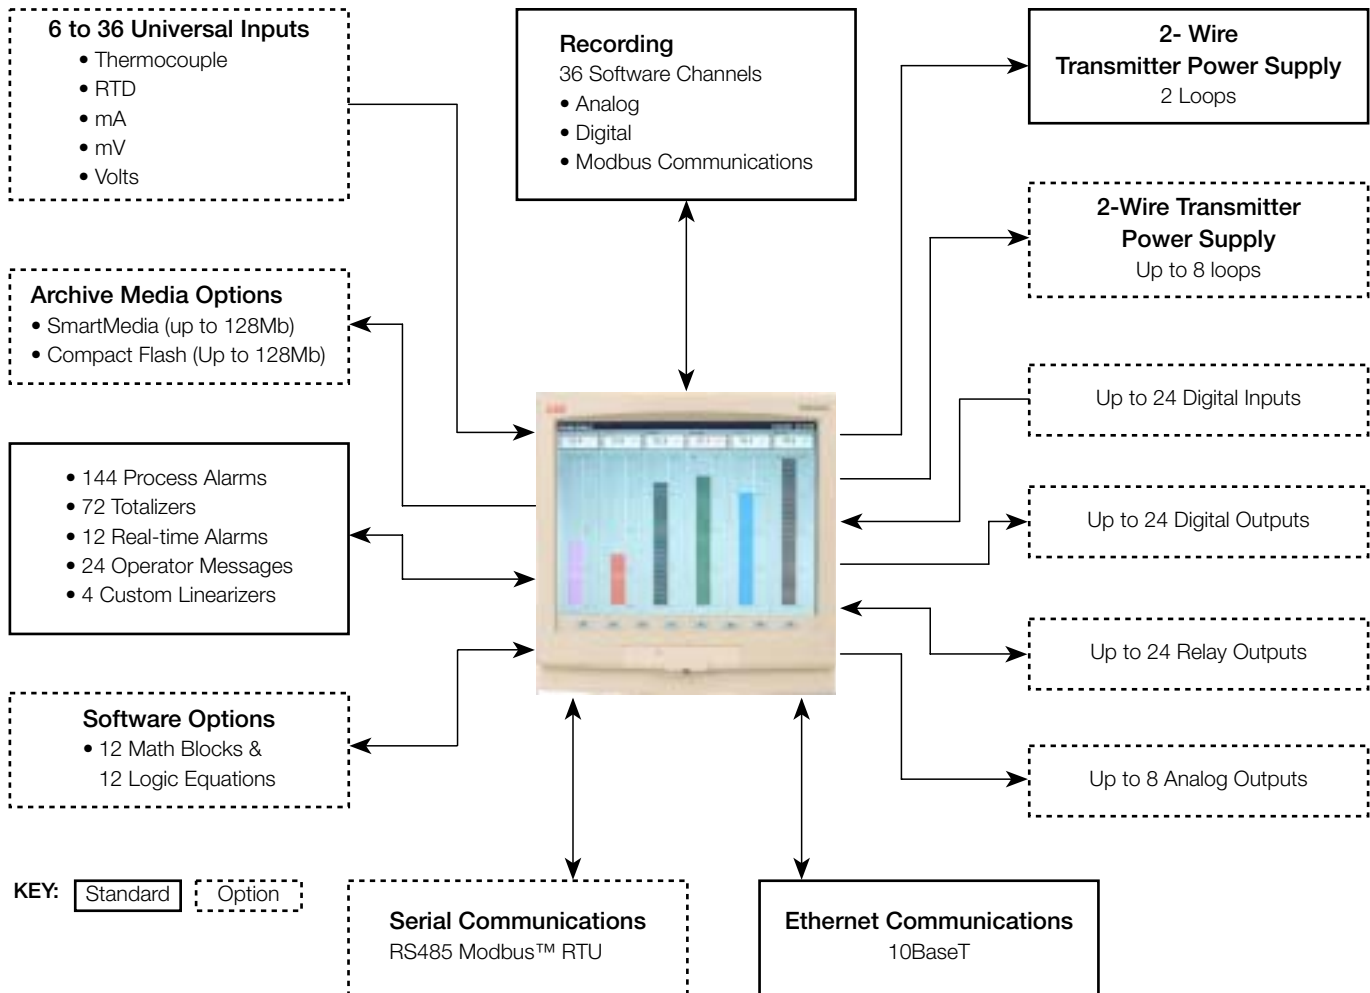 6 to 36 Universal Inputs
• Thermocouple
• RTD
• mA
• mV
• Volts
Recording
36 Software Channels
• Analog
• Digital
• Modbus Communications
2- Wire
Transmitter Power Supply
2 Loops
2-Wire Transmitter
Power Supply
Up to 8 loops
Archive Media Options
• SmartMedia (up to 128Mb)
• Compact Flash (Up to 128Mb)
Up to 24 Digital Inputs
ABB
• 144 Process Alarms
• 72 Totalizers
• 12 Real-time Alarms
• 24 Operator Messages
• 4 Custom Linearizers
Up to 24 Digital Outputs
Up to 24 Relay Outputs
Software Options
• 12 Math Blocks &
12 Logic Equations
Up to 8 Analog Outputs
KEY:
Standard
Option
Serial Communications
RS485 Modbus™ RTU
Ethernet Communications
10BaseT